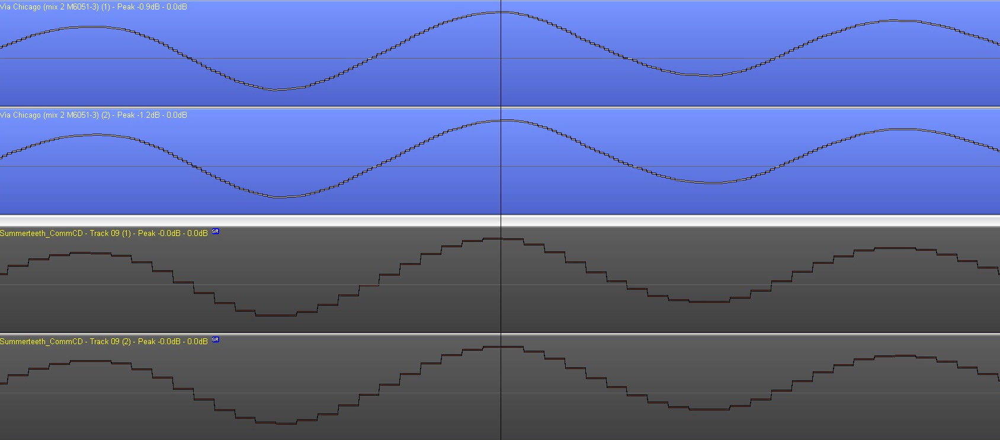 Via Chicago (mix 2 M6051-3) (1) - Peak -0.9dB - 0.0dB
Via Chicago (mix 2 M6051-3) (2) - Peak -1.2dB - 0.0dB
Summerteeth_CommCD - Track 09 (1) - Peak -0.0dB - 0.0dB SR
Summerteeth_CommCD - Track 09 (2) - Peak -0.0dB - 0.0dB SR